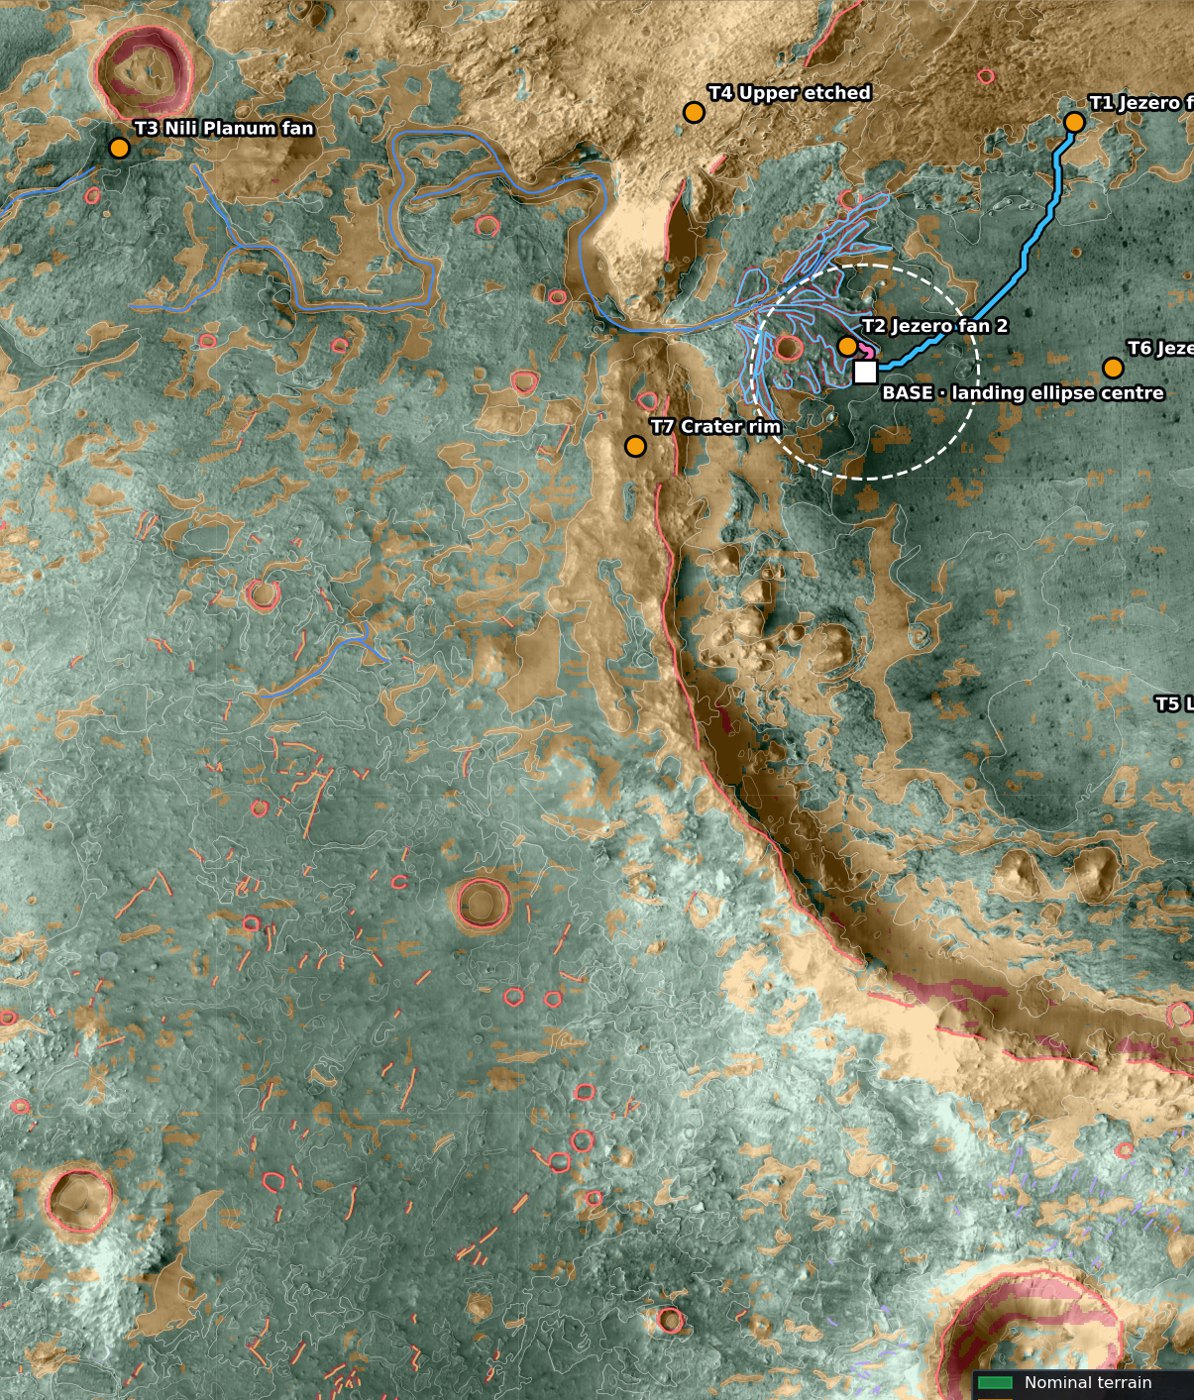 T4 Upper etched
T1 Jezero f
T3 Nili Planum fan
T2 Jezero fan 2
T6 Jeze
BASE · landing ellipse centre
T7 Crater rim
T5 L
Nominal terrain